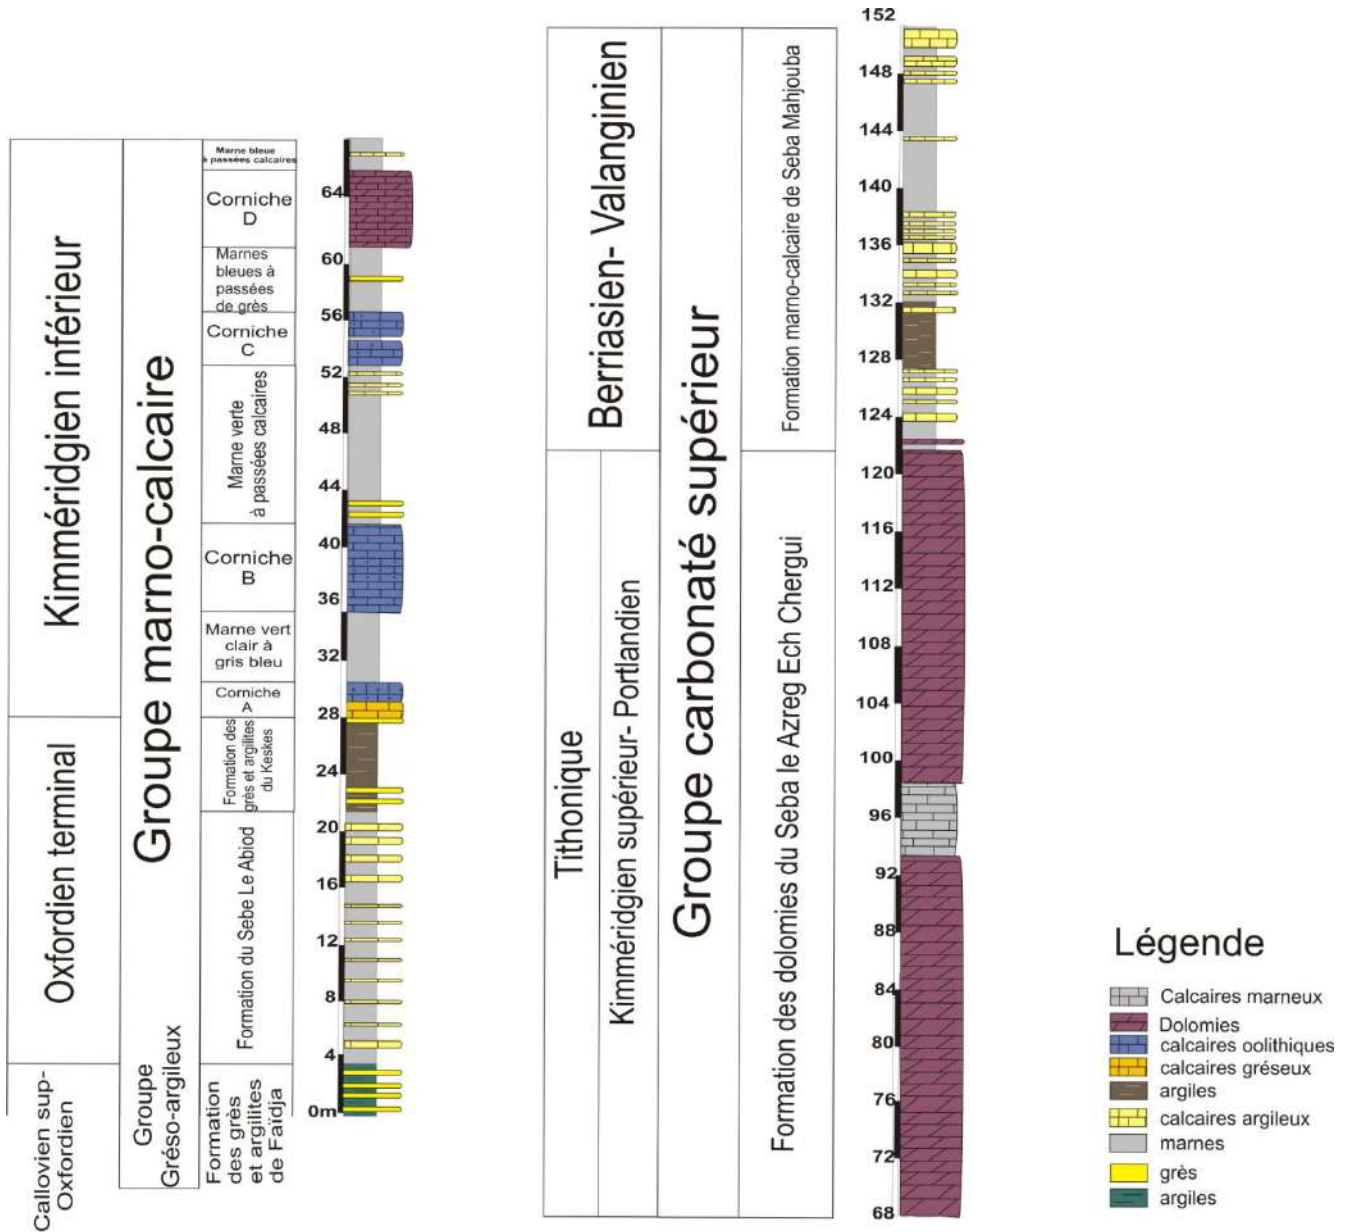 Kimméridgien inférieur
Oxfordien terminal
Callovien sup-
Oxfordien
Groupe marno-calcaire
Groupe
Gréso-argileux
Marne bleue
à passées calcaires
Corniche
D
Marnes
bleues à
passées
de grès
Corniche
C
Marne verte
à passées calcaires
Corniche
B
Marne vert
clair à
gris bleu
Corniche
A
Formation des
grès et argilites
du Keskes
Formation du Sebe Le Abiod
Formation
des grès
et argilites
de Faïdja
64
60
56
52
48
44
40
36
32
28
24
20
16
12
8
4
0m
Berriasien- Valanginien
Tithonique
Kimméridgien supérieur- Portlandien
Groupe carbonaté supérieur
Formation marno-calcaire de Seba Mahjouba
Formation des dolomies du Seba le Azreg Ech Chergui
152
148
144
140
136
132
128
124
120
116
112
108
104
100
96
92
88
84
80
76
72
68
Légende
Calcaires marneux
Dolomies
calcaires oolithiques
calcaires gréseux
argiles
calcaires argileux
marnes
grès
argiles